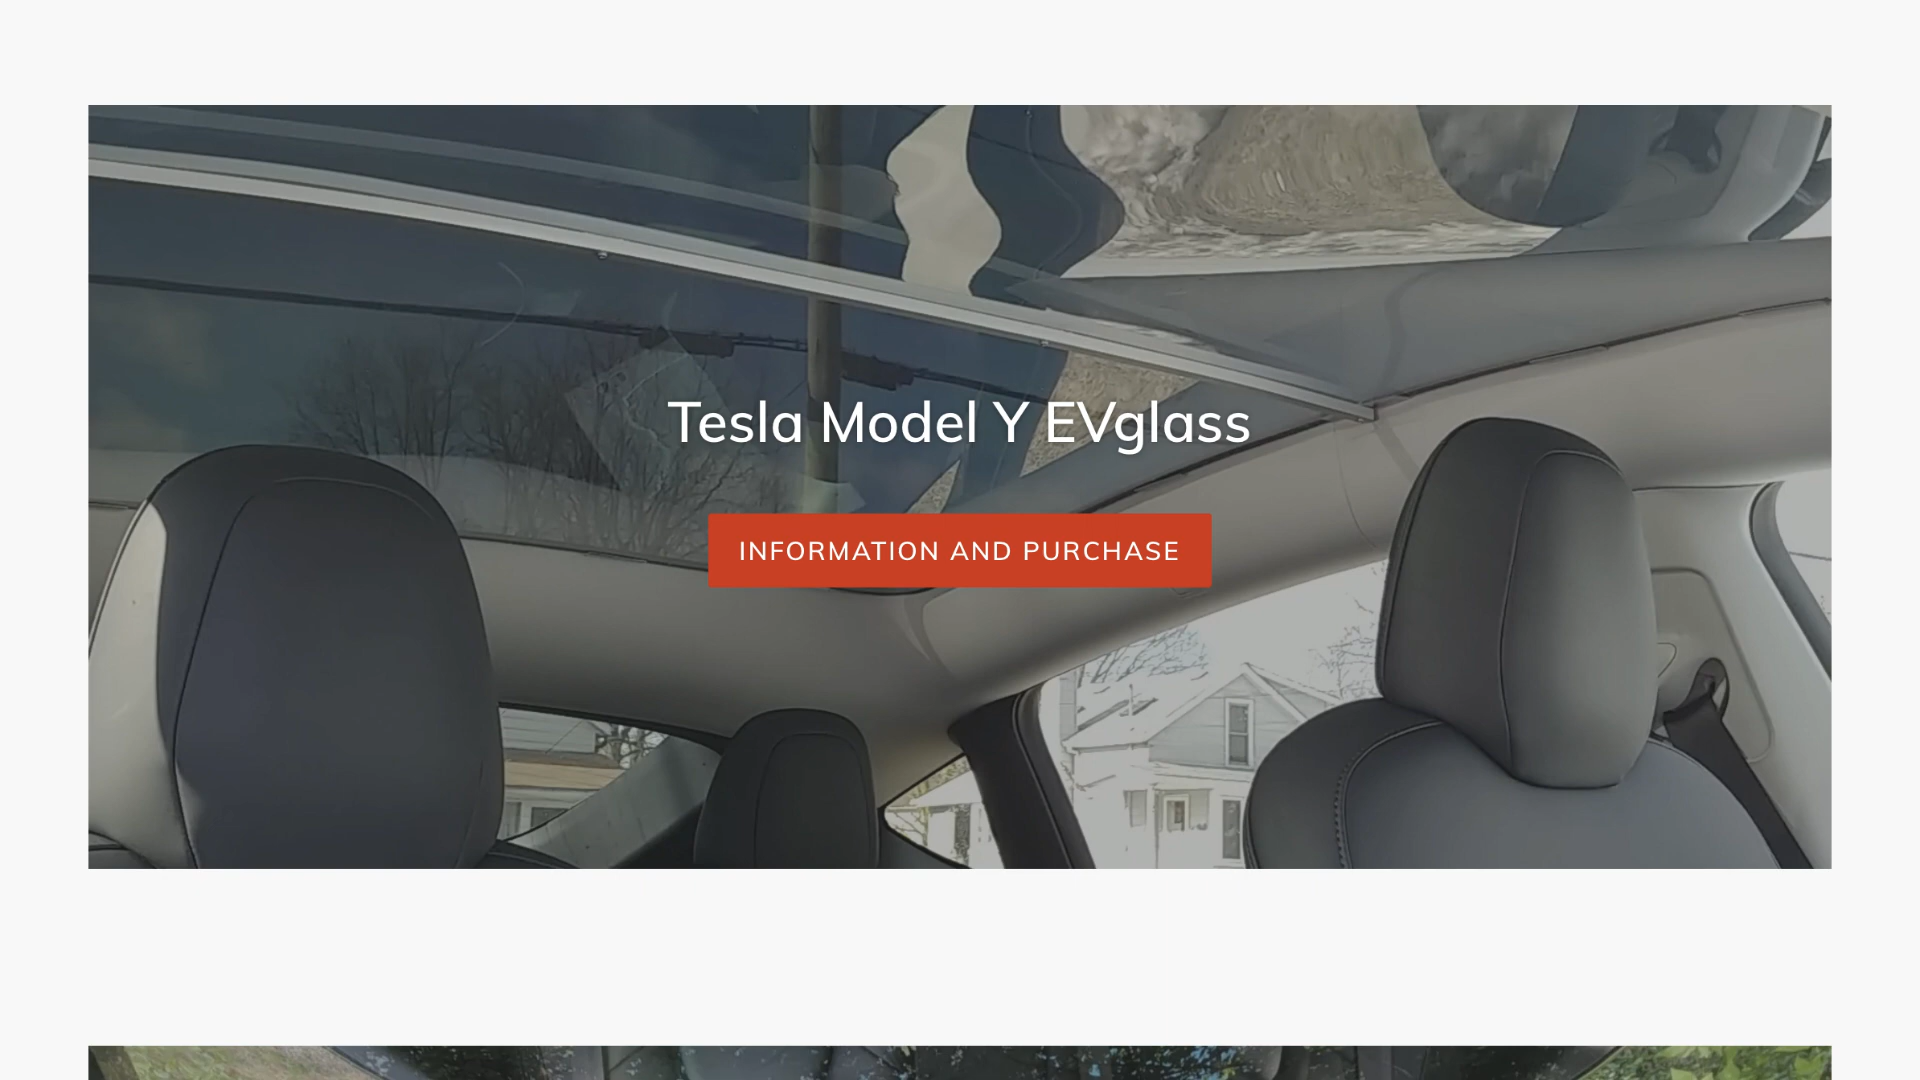 Tesla Model Y EVglass
INFORMATION AND PURCHASE